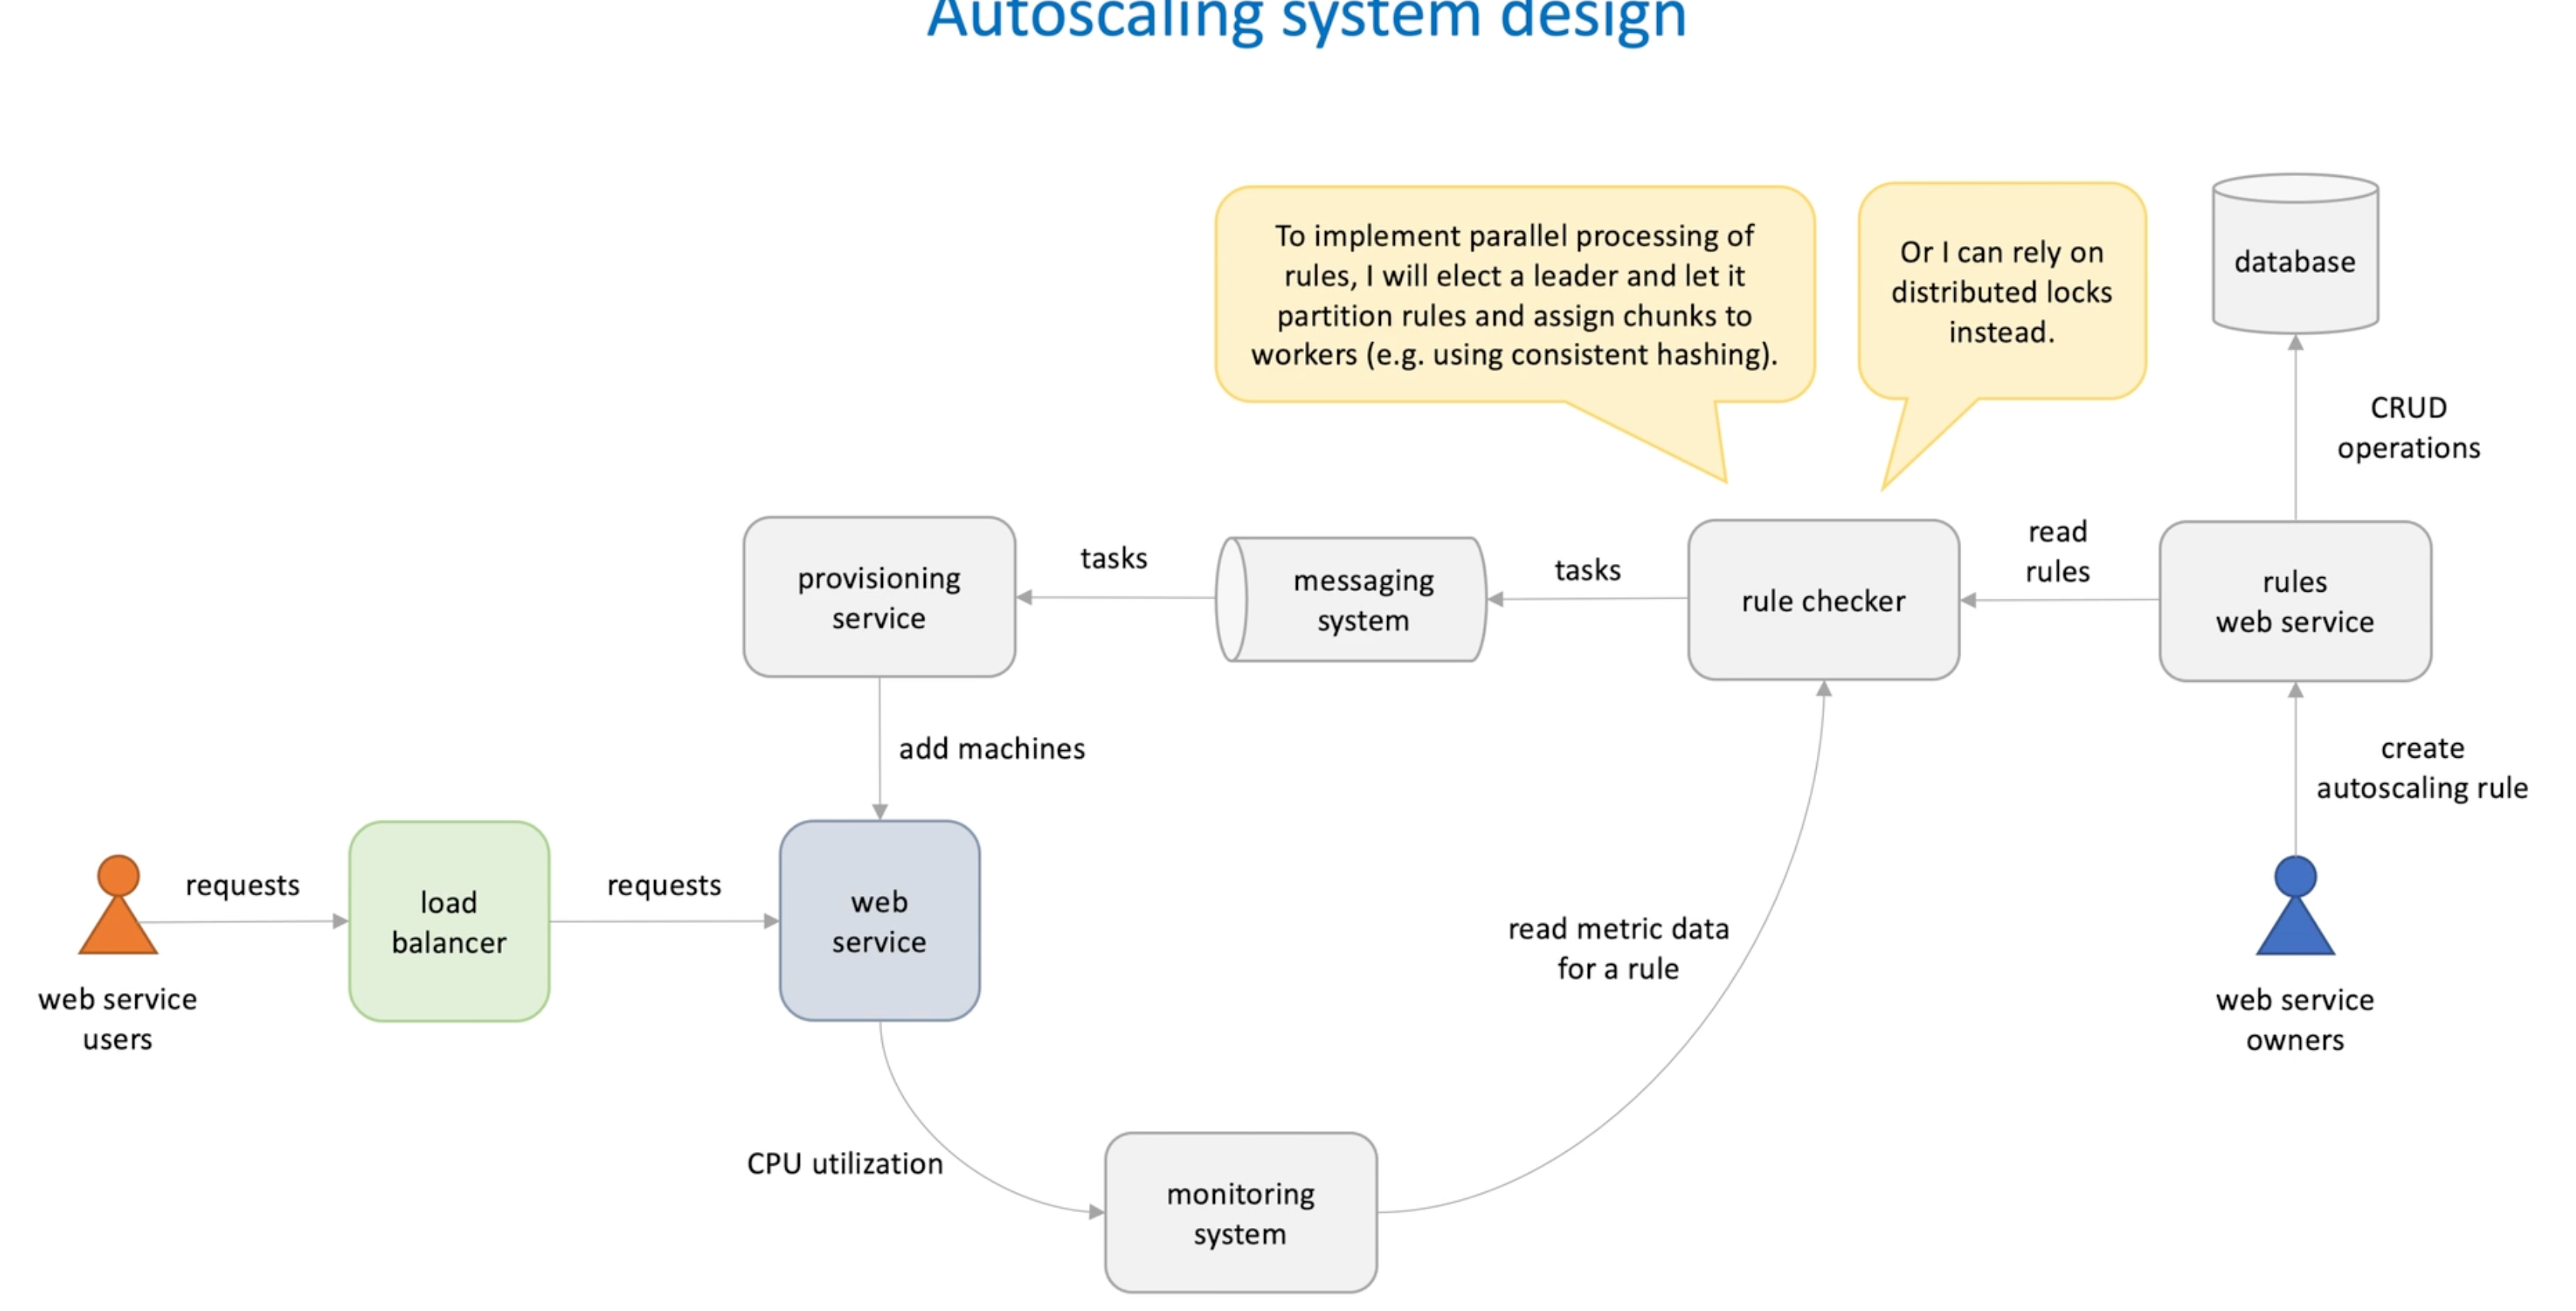 Autoscaling system design
To implement parallel processing of
rules, I will elect a leader and let it
partition rules and assign chunks to
workers (e.g. using consistent hashing).
Or I can rely on
distributed locks
instead.
database
CRUD
operations
provisioning
service
tasks
messaging
system
tasks
rule checker
read
rules
rules
web service
add machines
create
autoscaling rule
web service
users
requests
load
balancer
requests
web
service
read metric data
for a rule
web service
owners
CPU utilization
monitoring
system